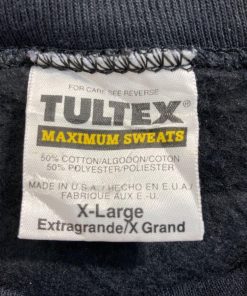 FOR CARE SEE REVERSE
TULTEX®
MAXIMUM SWEATS
50% COTTON/ALGODON/COTON
50% POLYESTER/POLIESTER
MADE IN U.S.A./ HECHO EN E.U.A./
FABRIQUE AUX E.-U.
X-Large
Extragrande/X Grand